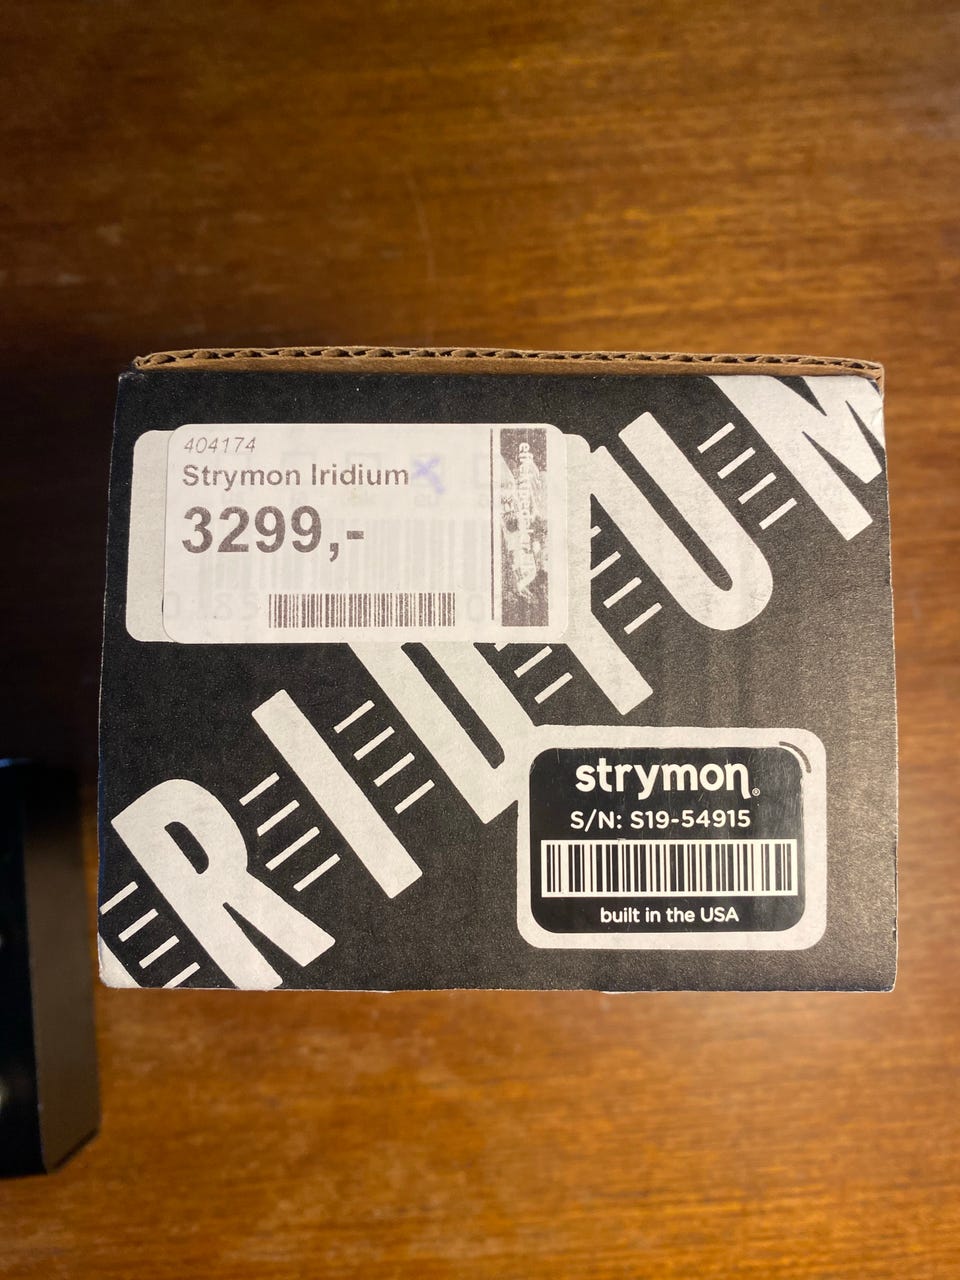 404174
Strymon Iridium
3299,-
IRIDIUM
strymon®
S/N: S19-54915
built in the USA